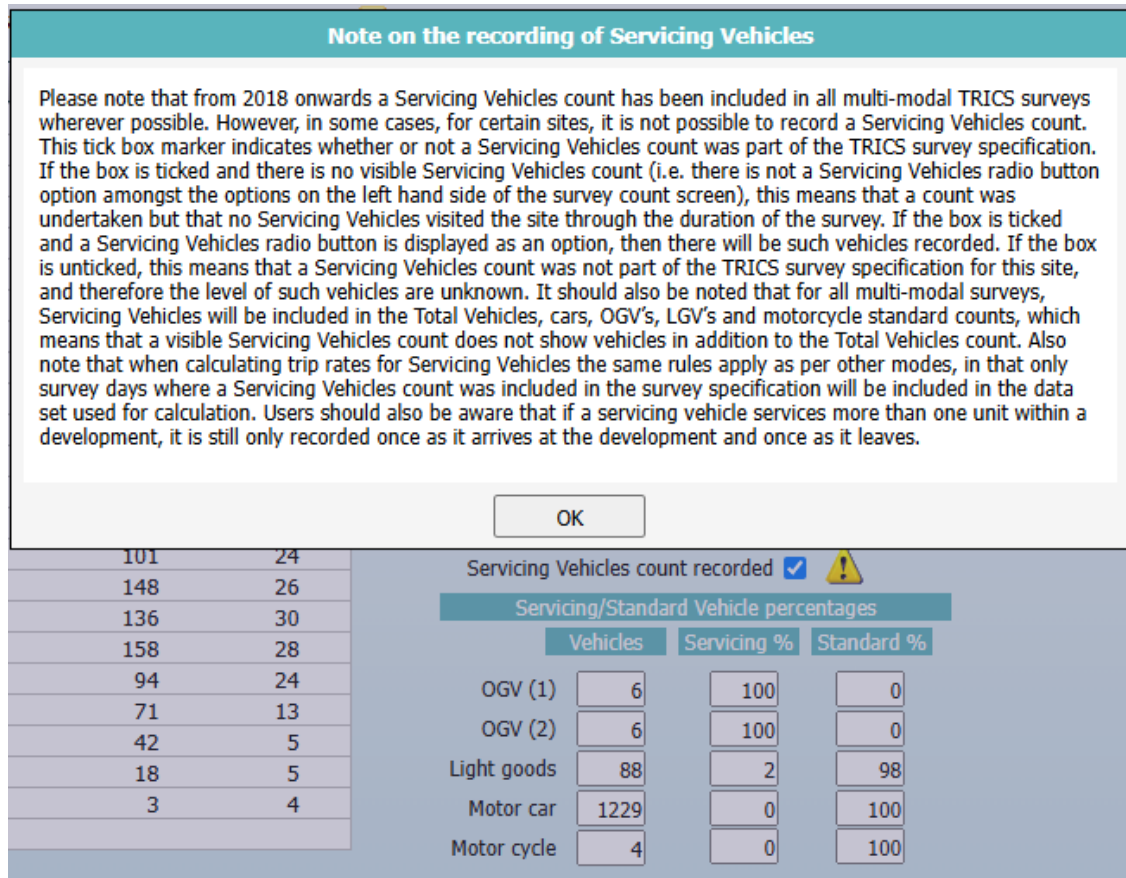 Note on the recording of Servicing Vehicles
Please note that from 2018 onwards a Servicing Vehicles count has been included in all multi-modal TRICS surveys
wherever possible. However, in some cases, for certain sites, it is not possible to record a Servicing Vehicles count.
This tick box marker indicates whether or not a Servicing Vehicles count was part of the TRICS survey specification.
If the box is ticked and there is no visible Servicing Vehicles count (i.e. there is not a Servicing Vehicles radio button
option amongst the options on the left hand side of the survey count screen), this means that a count was
undertaken but that no Servicing Vehicles visited the site through the duration of the survey. If the box is ticked
and a Servicing Vehicles radio button is displayed as an option, then there will be such vehicles recorded. If the box
is unticked, this means that a Servicing Vehicles count was not part of the TRICS survey specification for this site,
and therefore the level of such vehicles are unknown. It should also be noted that for all multi-modal surveys,
Servicing Vehicles will be included in the Total Vehicles, cars, OGV's, LGV's and motorcycle standard counts, which
means that a visible Servicing Vehicles count does not show vehicles in addition to the Total Vehicles count. Also
note that when calculating trip rates for Servicing Vehicles the same rules apply as per other modes, in that only
survey days where a Servicing Vehicles count was included in the survey specification will be included in the data
set used for calculation. Users should also be aware that if a servicing vehicle services more than one unit within a
development, it is still only recorded once as it arrives at the development and once as it leaves.
OK
101 24
148 26
136 30
158 28
94 24
71 13
42 5
18 5
3 4
Servicing Vehicles count recorded
Servicing/Standard Vehicle percentages
Vehicles Servicing % Standard %
OGV (1) 6 100 0
OGV (2) 6 100 0
Light goods 88 2 98
Motor car 1229 0 100
Motor cycle 4 0 100